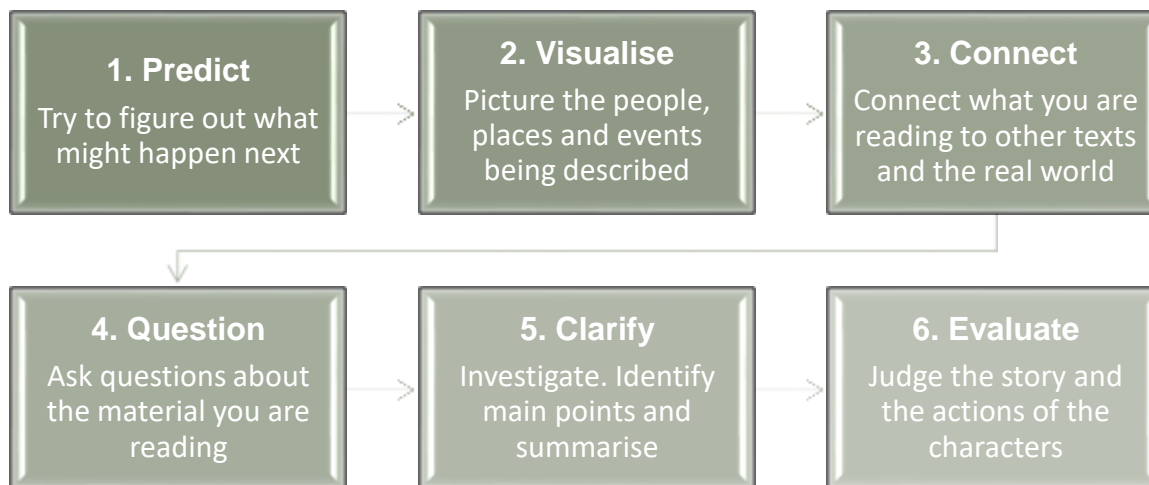 1. Predict
Try to figure out what
might happen next
2. Visualise
Picture the people,
places and events
being described
3. Connect
Connect what you are
reading to other texts
and the real world
4. Question
Ask questions about
the material you are
reading
5. Clarify
Investigate. Identify
main points and
summarise
6. Evaluate
Judge the story and
the actions of the
characters